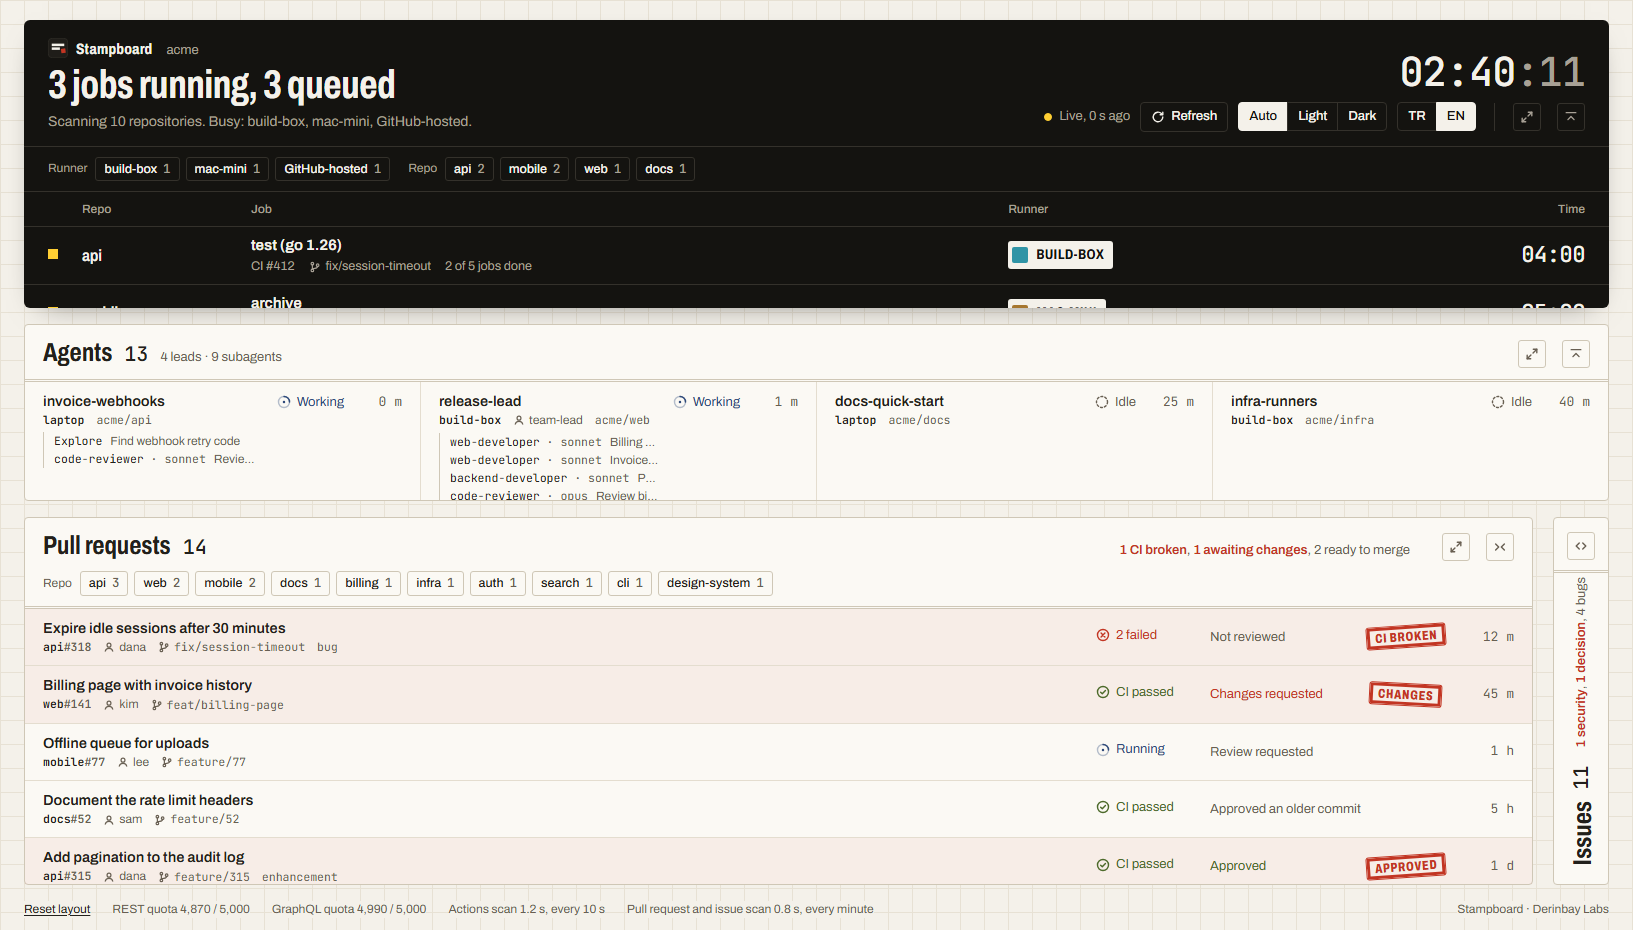 Stampboard acme
3 jobs running, 3 queued
Scanning 10 repositories. Busy: build-box, mac-mini, GitHub-hosted.
02:40:11
Live, 0 s ago Refresh Auto Light Dark TR EN
Runner build-box 1 mac-mini 1 GitHub-hosted 1 Repo api 2 mobile 2 web 1 docs 1
Repo Job Runner Time
api test (go 1.26) BUILD-BOX 04:00
CI #412 fix/session-timeout 2 of 5 jobs done
archive
Agents 13 4 leads · 9 subagents
invoice-webhooks Working 0 m
laptop acme/api
Explore Find webhook retry code
code-reviewer · sonnet Revie...
release-lead Working 1 m
build-box team-lead acme/web
web-developer · sonnet Billing ...
web-developer · sonnet Invoice...
backend-developer · sonnet P...
code-reviewer · opus Review bi...
docs-quick-start Idle 25 m
laptop acme/docs
infra-runners Idle 40 m
build-box acme/infra
Pull requests 14
1 CI broken, 1 awaiting changes, 2 ready to merge
Repo api 3 web 2 mobile 2 docs 1 billing 1 infra 1 auth 1 search 1 cli 1 design-system 1
Expire idle sessions after 30 minutes 2 failed Not reviewed CI BROKEN 12 m
api#318 dana fix/session-timeout bug
Billing page with invoice history CI passed Changes requested CHANGES 45 m
web#141 kim feat/billing-page
Offline queue for uploads Running Review requested 1 h
mobile#77 lee feature/77
Document the rate limit headers CI passed Approved an older commit 5 h
docs#52 sam feature/52
Add pagination to the audit log CI passed Approved APPROVED 1 d
api#315 dana feature/315 enhancement
Issues 11 1 security, 1 decision, 4 bugs
Reset layout REST quota 4,870 / 5,000 GraphQL quota 4,990 / 5,000 Actions scan 1.2 s, every 10 s Pull request and issue scan 0.8 s, every minute Stampboard · Derinbay Labs